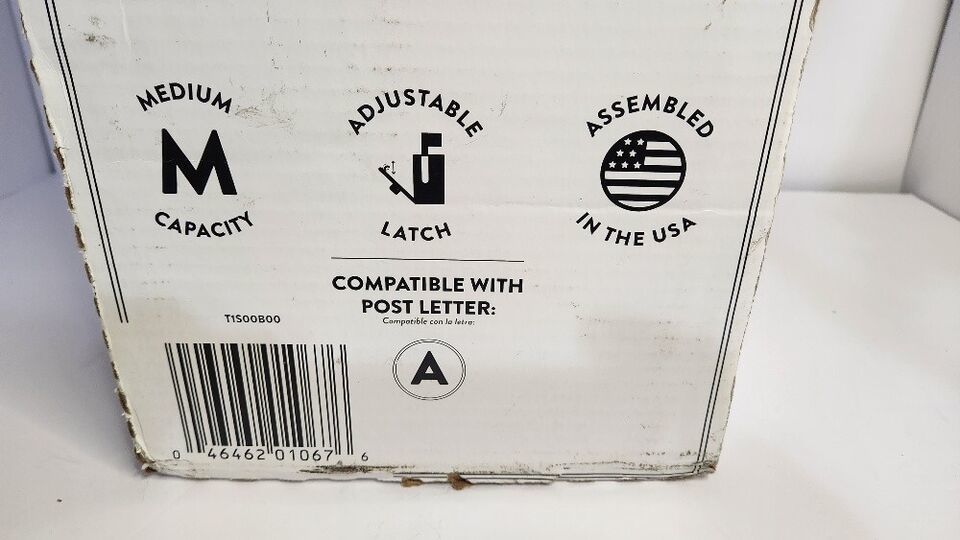 MEDIUM
M
CAPACITY
ADJUSTABLE
LATCH
ASSEMBLED
IN THE USA
COMPATIBLE WITH
POST LETTER:
Compatible con la letra:
A
T1S00B00
0 46462 01067 6